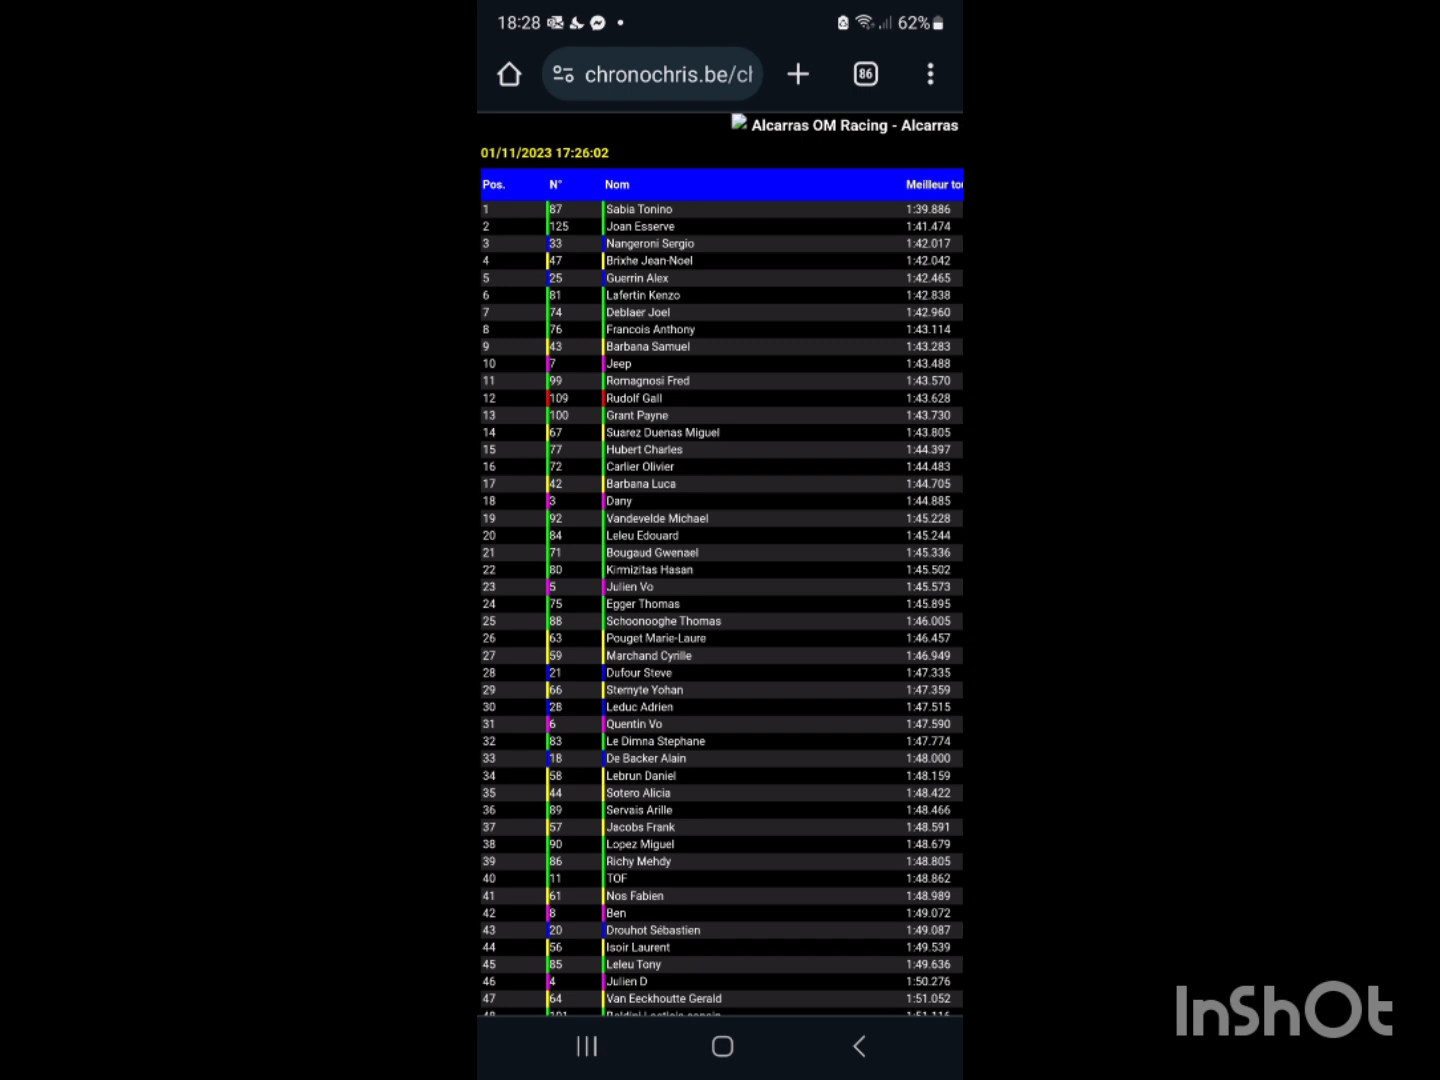 18:28 62%
chronochris.be/cl 86
Alcarras OM Racing - Alcarras
01/11/2023 17:26:02
Pos. N° Nom Meilleur to
1 87 Sabia Tonino 1:39.886
2 125 Joan Esserve 1:41.474
3 33 Nangeroni Sergio 1:42.017
4 47 Brixhe Jean-Noel 1:42.042
5 25 Guerrin Alex 1:42.465
6 81 Lafertin Kenzo 1:42.838
7 74 Deblaer Joel 1:42.960
8 76 Francois Anthony 1:43.114
9 43 Barbana Samuel 1:43.283
10 7 Jeep 1:43.488
11 99 Romagnosi Fred 1:43.570
12 109 Rudolf Gall 1:43.628
13 100 Grant Payne 1:43.730
14 67 Suarez Duenas Miguel 1:43.805
15 77 Hubert Charles 1:44.397
16 72 Carlier Olivier 1:44.483
17 42 Barbana Luca 1:44.705
18 3 Dany 1:44.885
19 92 Vandevelde Michael 1:45.228
20 84 Leleu Edouard 1:45.244
21 71 Bougaud Gwenael 1:45.336
22 80 Kirmizitas Hasan 1:45.502
23 5 Julien Vo 1:45.573
24 75 Egger Thomas 1:45.895
25 88 Schoonooghe Thomas 1:46.005
26 63 Pouget Marie-Laure 1:46.457
27 59 Marchand Cyrille 1:46.949
28 21 Dufour Steve 1:47.335
29 66 Sternyte Yohan 1:47.359
30 28 Leduc Adrien 1:47.515
31 6 Quentin Vo 1:47.590
32 83 Le Dimna Stephane 1:47.774
33 18 De Backer Alain 1:48.000
34 58 Lebrun Daniel 1:48.159
35 44 Sotero Alicia 1:48.422
36 89 Servais Arille 1:48.466
37 57 Jacobs Frank 1:48.591
38 90 Lopez Miguel 1:48.679
39 86 Richy Mehdy 1:48.805
40 11 TOF 1:48.862
41 61 Nos Fabien 1:48.989
42 8 Ben 1:49.072
43 20 Drouhot Sébastien 1:49.087
44 56 Isoir Laurent 1:49.539
45 85 Leleu Tony 1:49.636
46 4 Julien D 1:50.276
47 64 Van Eeckhoutte Gerald 1:51.052
InShOt